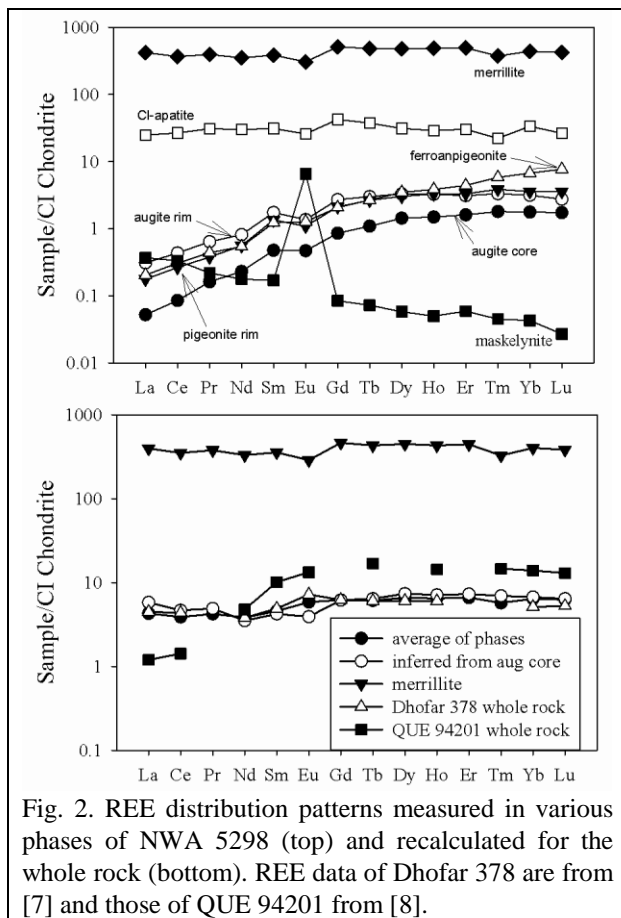 1000
merrillite
100
CI-apatite
ferroanpigeonite
10
augite rim
1
augite core
0.1
pigeonite rim
maskelynite
0.01
Sample/CI Chondrite
La Ce Pr Nd Sm Eu Gd Tb Dy Ho Er Tm Yb Lu
1000
100
10
average of phases
inferred from aug core
1
merrillite
Dhofar 378 whole rock
QUE 94201 whole rock
0.1
Sample/CI Chondrite
La Ce Pr Nd Sm Eu Gd Tb Dy Ho Er Tm Yb Lu
Fig. 2. REE distribution patterns measured in various
phases of NWA 5298 (top) and recalculated for the
whole rock (bottom). REE data of Dhofar 378 are from
[7] and those of QUE 94201 from [8].